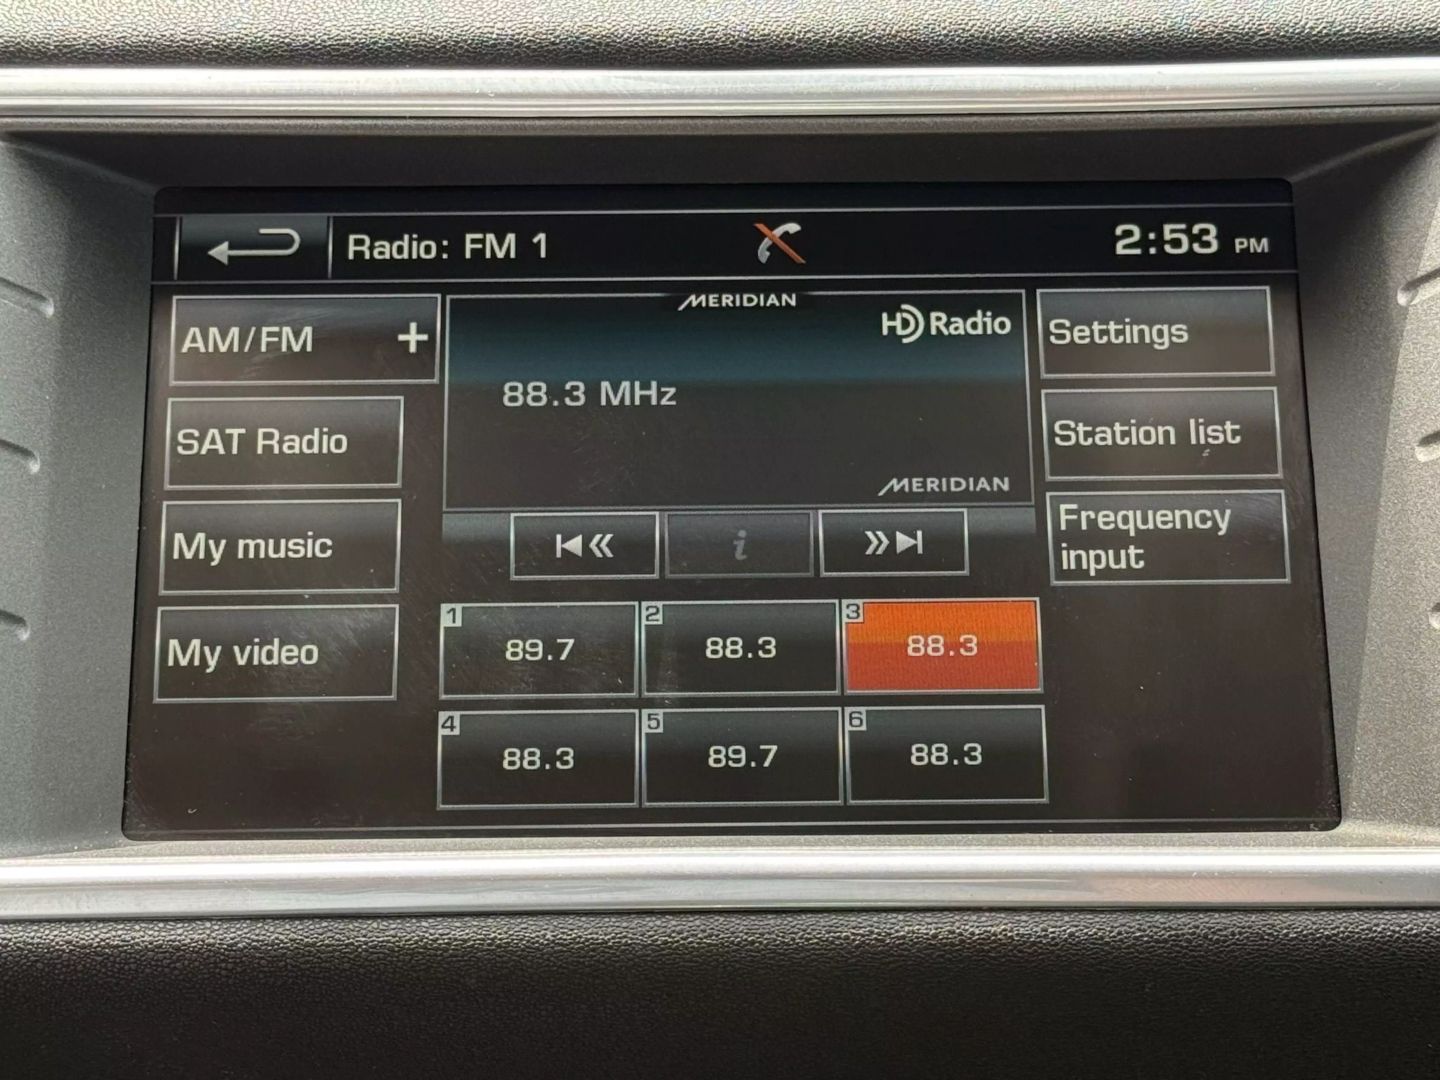 Radio: FM 1
2:53 PM
AM/FM +
SAT Radio
My music
My video
MERIDIAN
HD Radio
88.3 MHz
MERIDIAN
i
1 89.7
2 88.3
3 88.3
4 88.3
5 89.7
6 88.3
Settings
Station list
Frequency
input